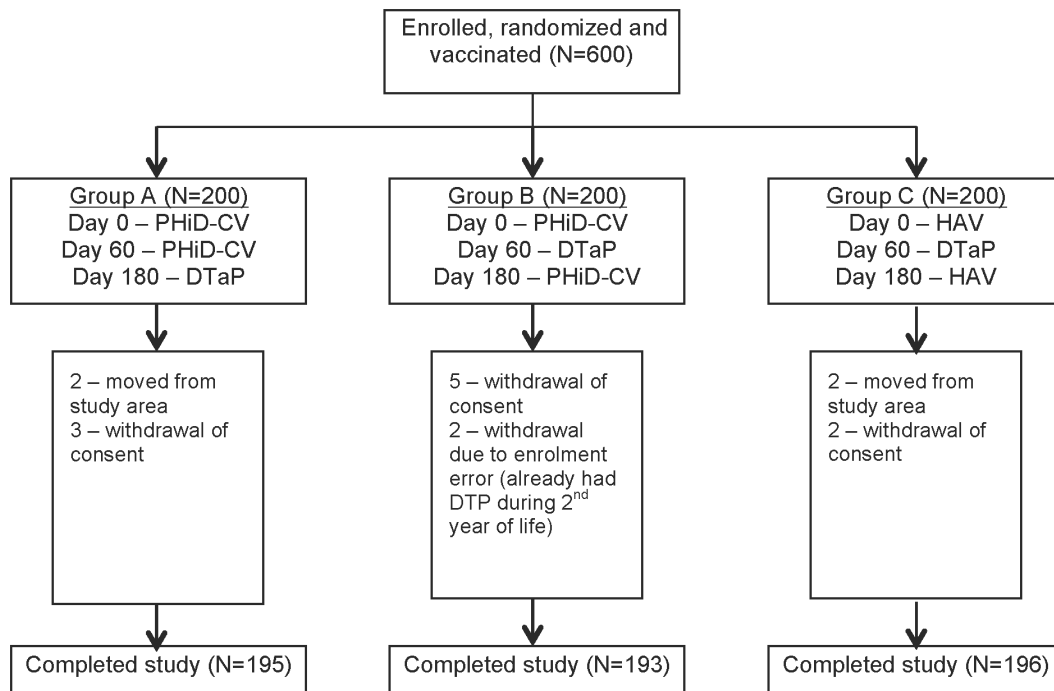 Enrolled, randomized and
vaccinated (N=600)
Group A (N=200)
Day 0 – PHiD-CV
Day 60 – PHiD-CV
Day 180 – DTaP
Group B (N=200)
Day 0 – PHiD-CV
Day 60 – DTaP
Day 180 – PHiD-CV
Group C (N=200)
Day 0 – HAV
Day 60 – DTaP
Day 180 – HAV
2 – moved from
study area
3 – withdrawal of
consent
5 – withdrawal of
consent
2 – withdrawal
due to enrolment
error (already had
DTP during 2nd
year of life)
2 – moved from
study area
2 – withdrawal of
consent
Completed study (N=195)
Completed study (N=193)
Completed study (N=196)